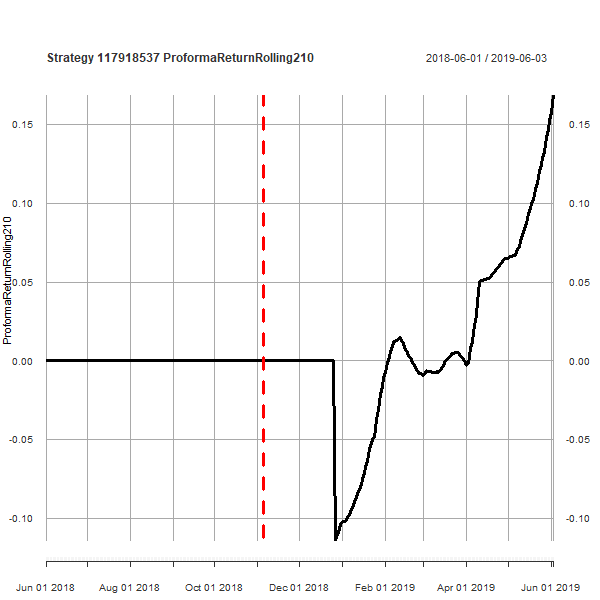 Strategy 117918537 ProformaReturnRolling210
2018-06-01 / 2019-06-03
ProformaReturnRolling210
0.15 0.15
0.10 0.10
0.05 0.05
0.00 0.00
-0.05 -0.05
-0.10 -0.10
Jun 01 2018 Aug 01 2018 Oct 01 2018 Dec 01 2018 Feb 01 2019 Apr 01 2019 Jun 01 2019